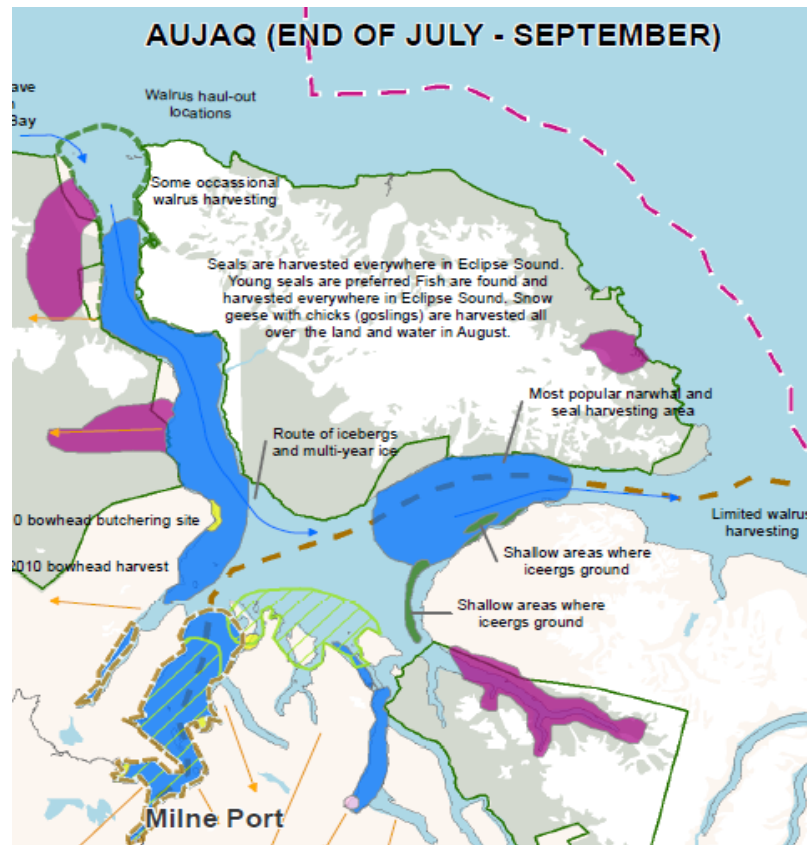 AUJAQ (END OF JULY - SEPTEMBER)
Walrus haul-out
locations
Bay
Some occassional
walrus harvesting
Seals are harvested everywhere in Eclipse Sound.
Young seals are preferred Fish are found and
harvested everywhere in Eclipse Sound. Snow
geese with chicks (goslings) are harvested all
over the land and water in August.
Most popular narwhal and
seal harvesting area
Route of icebergs
and multi-year ice
0 bowhead butchering site
Limited walrus
harvesting
2010 bowhead harvest
Shallow areas where
iceergs ground
Shallow areas where
iceergs ground
Milne Port